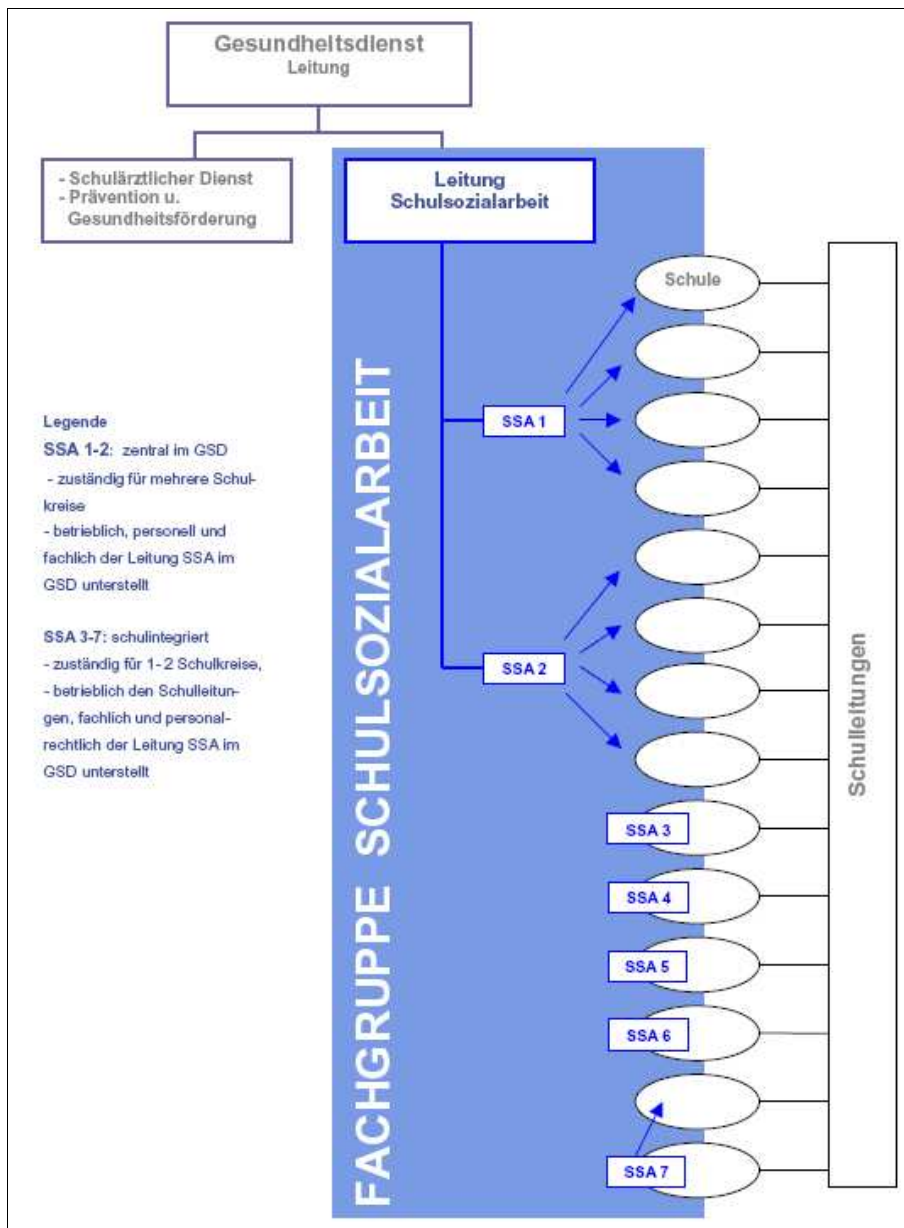 Gesundheitsdienst
Leitung
- Schulärztlicher Dienst
- Prävention u.
Gesundheitsförderung
Leitung
Schulsozialarbeit
Schule
SSA 1
Legende
SSA 1-2: zentral im GSD
- zuständig für mehrere Schul-
kreise
- betrieblich, personell und
fachlich der Leitung SSA im
GSD unterstellt
SSA 3-7: schulintegriert
- zuständig für 1-2 Schulkreise,
- betrieblich den Schulleitun-
gen, fachlich und personal-
rechtlich der Leitung SSA im
GSD unterstellt
FACHGRUPPE SCHULSOZIALARBEIT
SSA 2
SSA 3
SSA 4
SSA 5
SSA 6
SSA 7
Schulleitungen